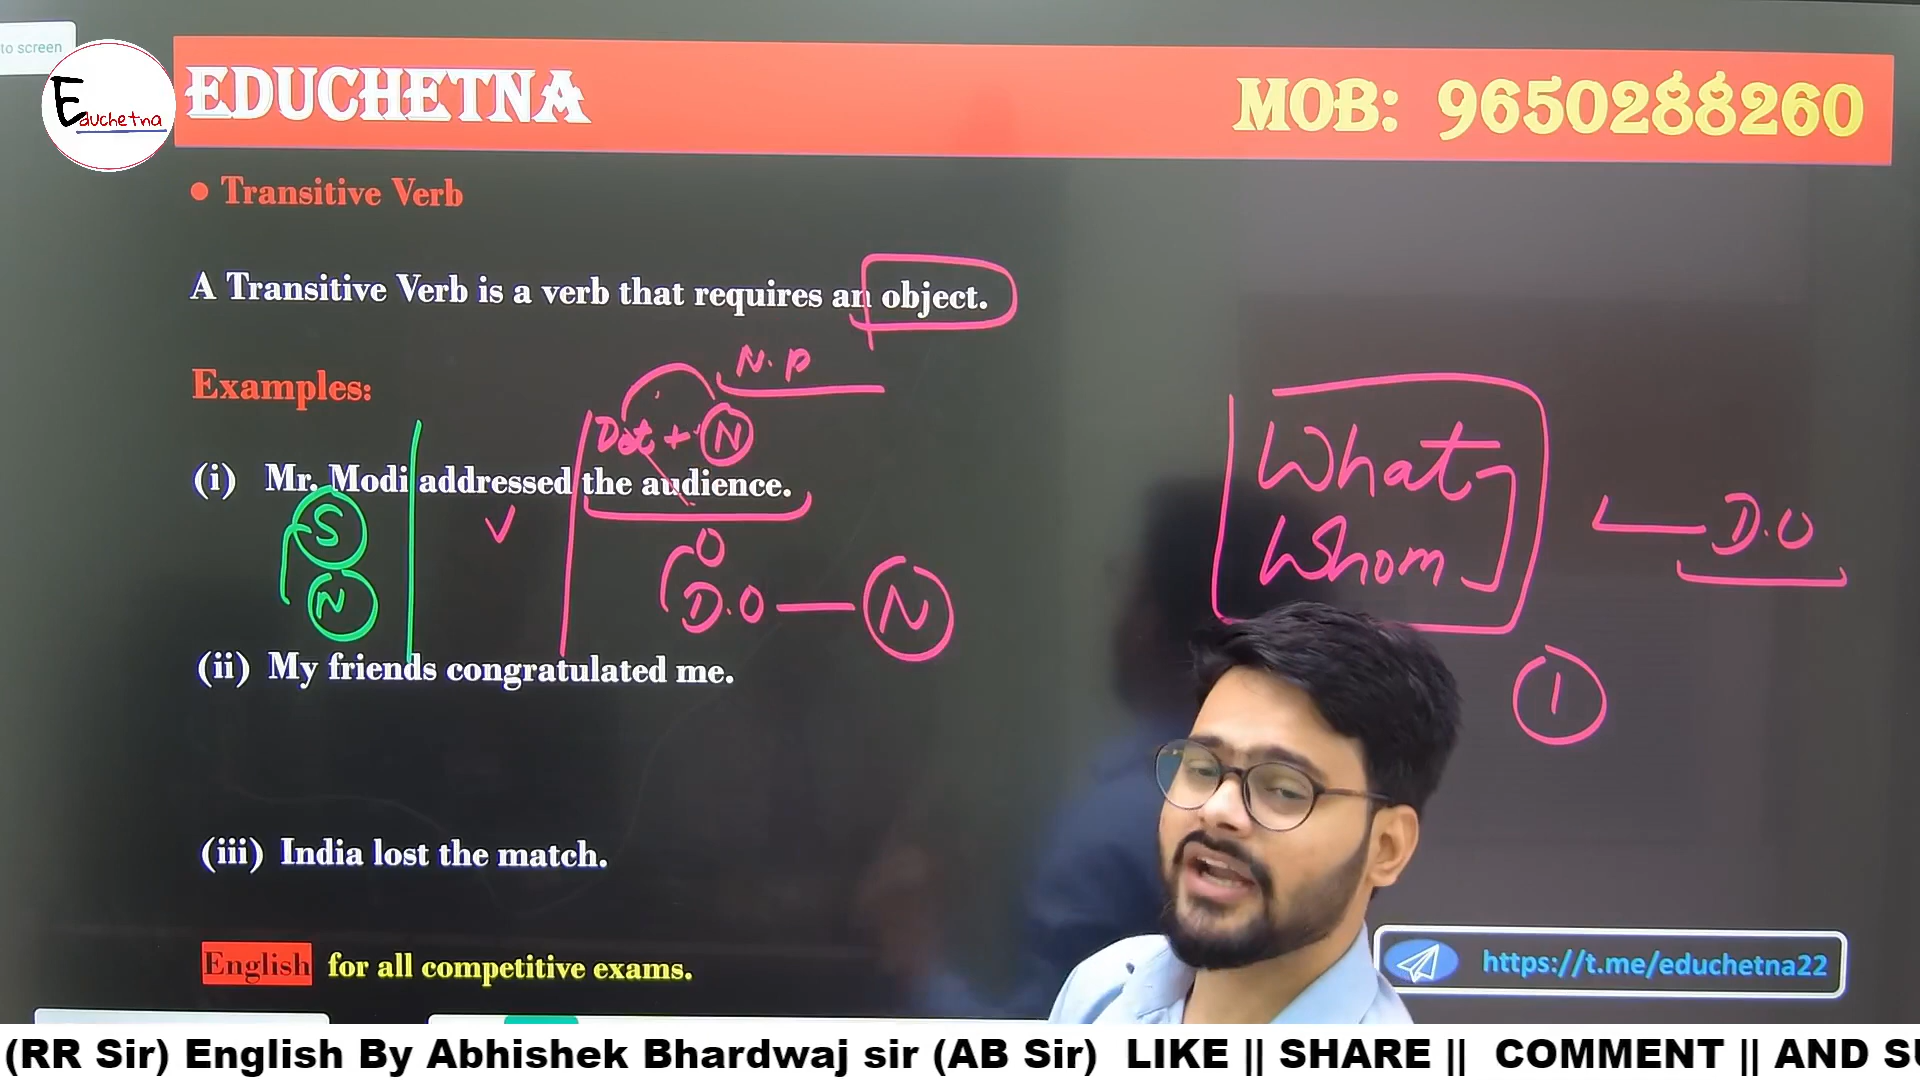 to screen
Educhetna
EDUCHETNA
MOB: 9650288260
• Transitive Verb
A Transitive Verb is a verb that requires an object.
N.P
Examples:
Det + N
(i) Mr. Modi addressed the audience.
S
V
O
N
D.O — N
What
Whom
D.O
1
(ii) My friends congratulated me.
(iii) India lost the match.
English for all competitive exams.
https://t.me/educhetna22
(RR Sir) English By Abhishek Bhardwaj sir (AB Sir) LIKE || SHARE || COMMENT || AND SU